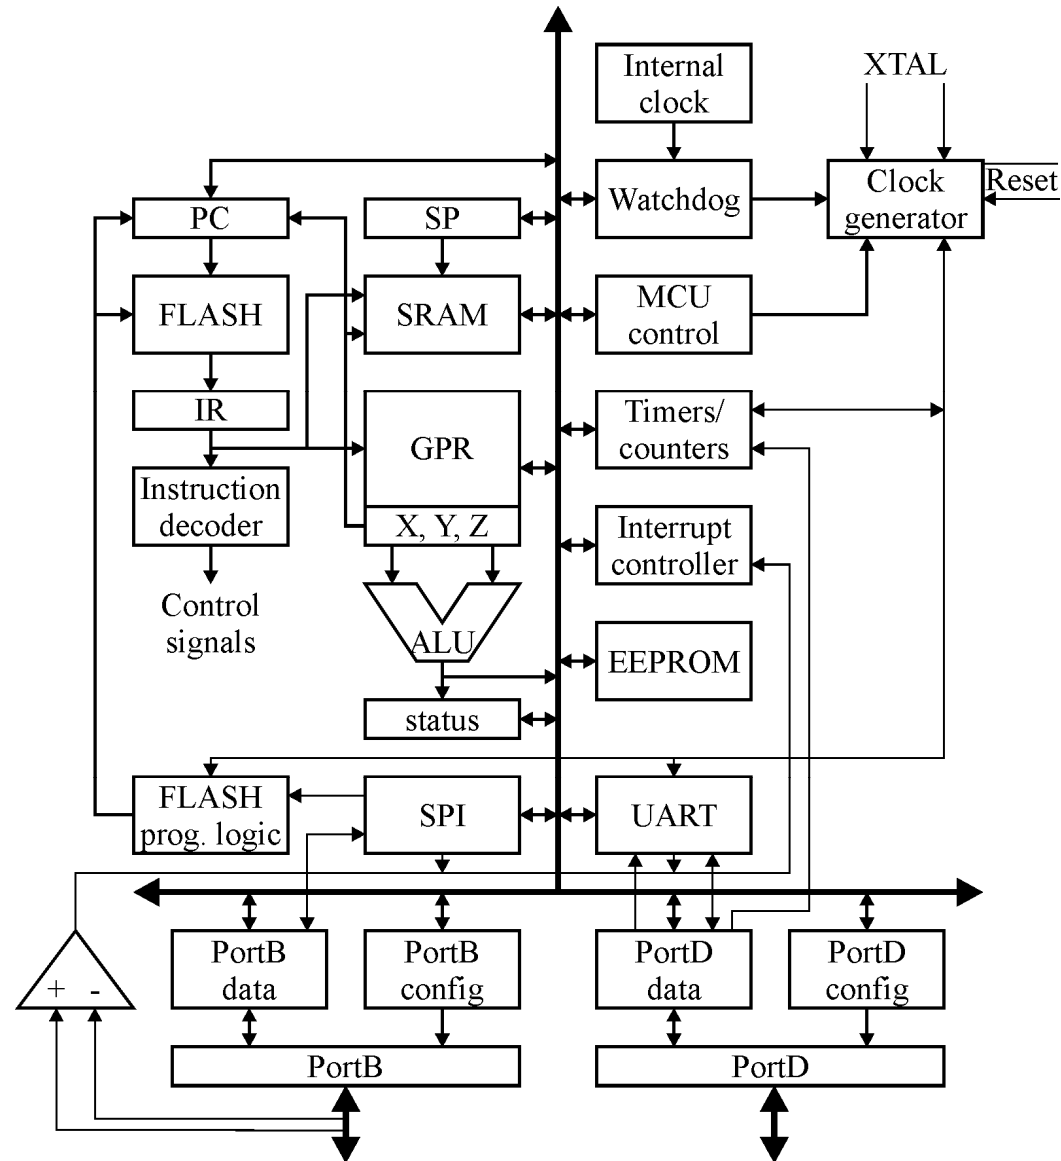 Internal
clock
XTAL
PC
SP
Watchdog
Clock
generator
Reset
FLASH
SRAM
MCU
control
IR
GPR
Timers/
counters
Instruction
decoder
X, Y, Z
Interrupt
controller
Control
signals
ALU
EEPROM
status
FLASH
prog. logic
SPI
UART
+ -
PortB
data
PortB
config
PortD
data
PortD
config
PortB
PortD